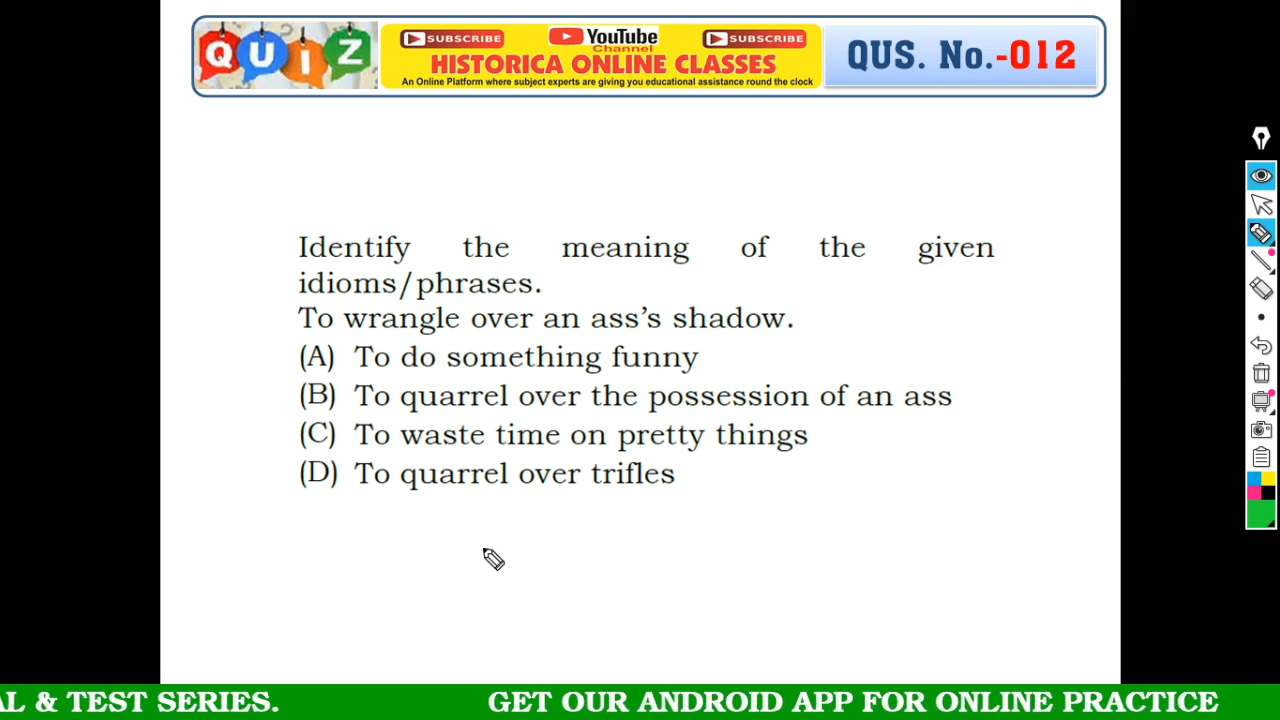 QUIZ
SUBSCRIBE
YouTube
Channel
SUBSCRIBE
HISTORICA ONLINE CLASSES
An Online Platform where subject experts are giving you educational assistance round the clock
QUS. No.-012
Identify the meaning of the given
idioms/phrases.
To wrangle over an ass’s shadow.
(A) To do something funny
(B) To quarrel over the possession of an ass
(C) To waste time on pretty things
(D) To quarrel over trifles
AL & TEST SERIES. GET OUR ANDROID APP FOR ONLINE PRACTICE